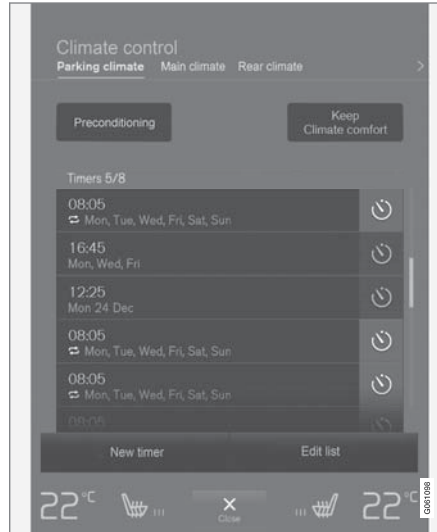 Climate control
Parking climate Main climate Rear climate >
Preconditioning
Keep
Climate comfort
Timers 5/8
08:05
Mon, Tue, Wed, Fri, Sat, Sun
16:45
Mon, Wed, Fri
12:25
Mon 24 Dec
08:05
Mon, Tue, Wed, Fri, Sat, Sun
08:05
Mon, Tue, Wed, Fri, Sat, Sun
08:05
New timer Edit list
22°C 22°C
Close
G061098